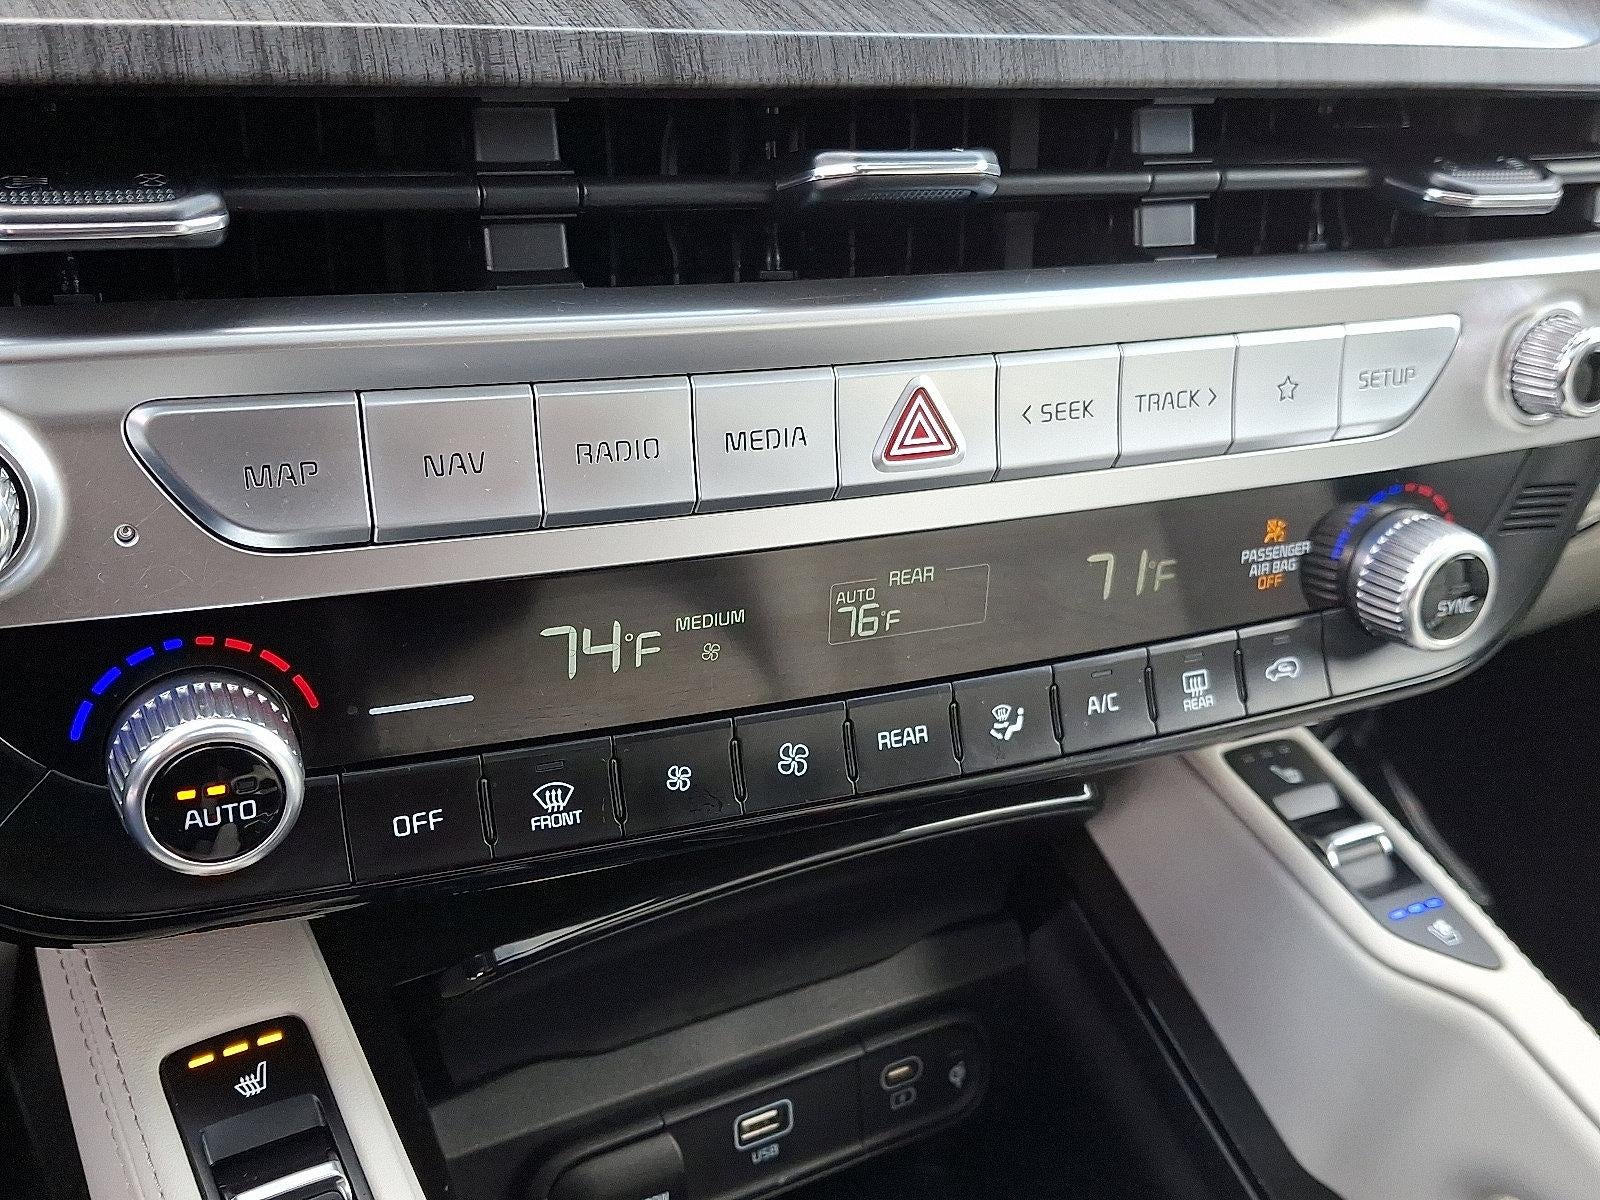 MAP
NAV
RADIO
MEDIA
< SEEK
TRACK >
SETUP
74°F
MEDIUM
REAR
AUTO
76°F
71°F
PASSENGER
AIR BAG
OFF
SYNC
AUTO
OFF
FRONT
REAR
A/C
REAR
USB